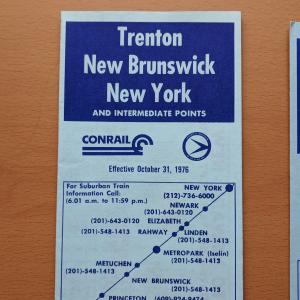 Trenton
New Brunswick
New York
AND INTERMEDIATE POINTS
CONRAIL
Effective October 31, 1976
For Suburban Train
Information Call:
(6.01 a.m. to 11:59 p.m.)
NEW YORK
(212)-736-6000
NEWARK
(201)-643-0120
ELIZABETH
(201)-643-0120
LINDEN
(201)-548-1413
RAHWAY
(201)-548-1413
METROPARK (Iselin)
(201)-548-1413
METUCHEN
(201)-548-1413
NEW BRUNSWICK
(201)-548-1413
PRINCETON